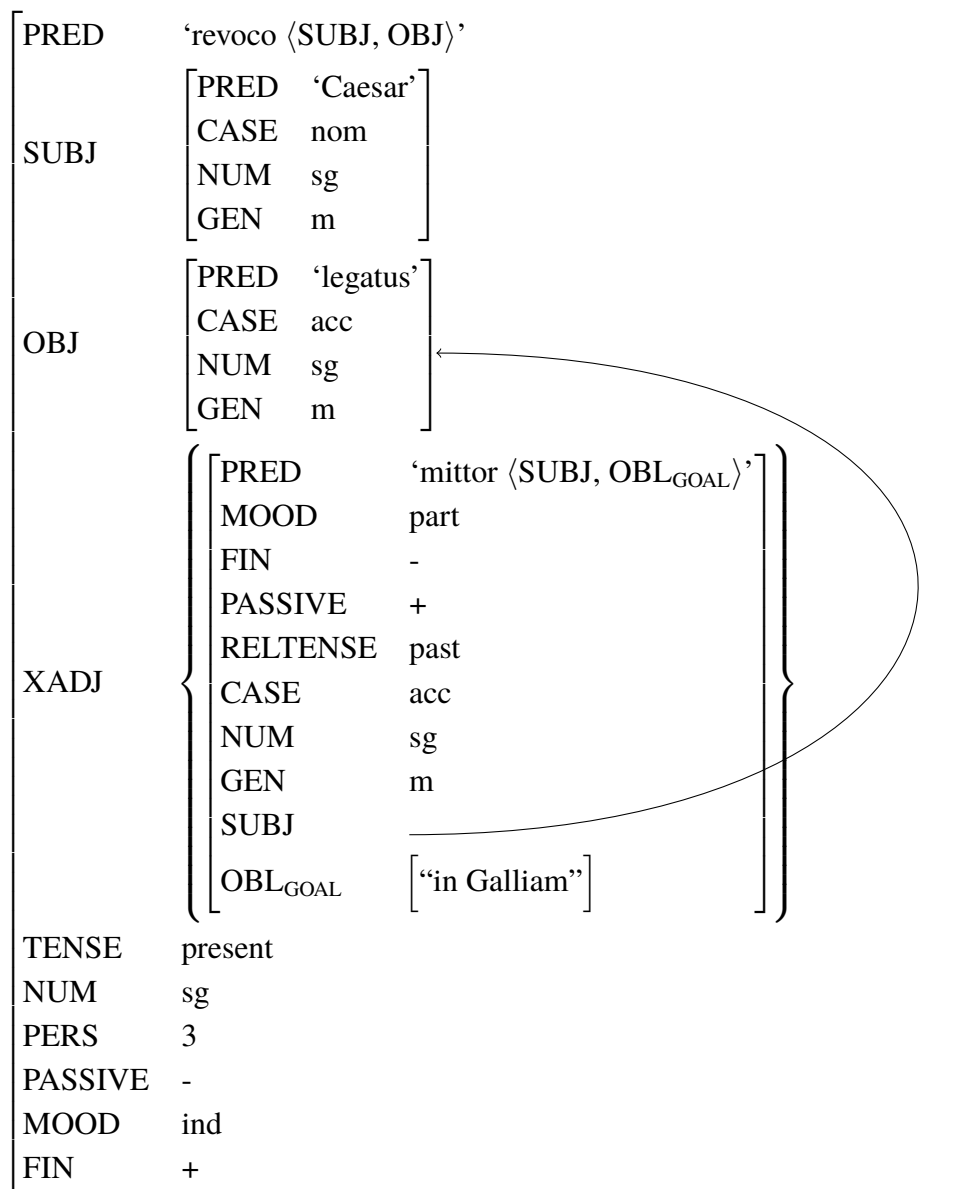 PRED ‘revoco ⟨SUBJ, OBJ⟩’
SUBJ
PRED ‘Caesar’
CASE nom
NUM sg
GEN m
OBJ
PRED ‘legatus’
CASE acc
NUM sg
GEN m
XADJ
PRED ‘mittor ⟨SUBJ, OBL_GOAL⟩’
MOOD part
FIN -
PASSIVE +
RELTENSE past
CASE acc
NUM sg
GEN m
SUBJ
OBL_GOAL “in Galliam”
TENSE present
NUM sg
PERS 3
PASSIVE -
MOOD ind
FIN +